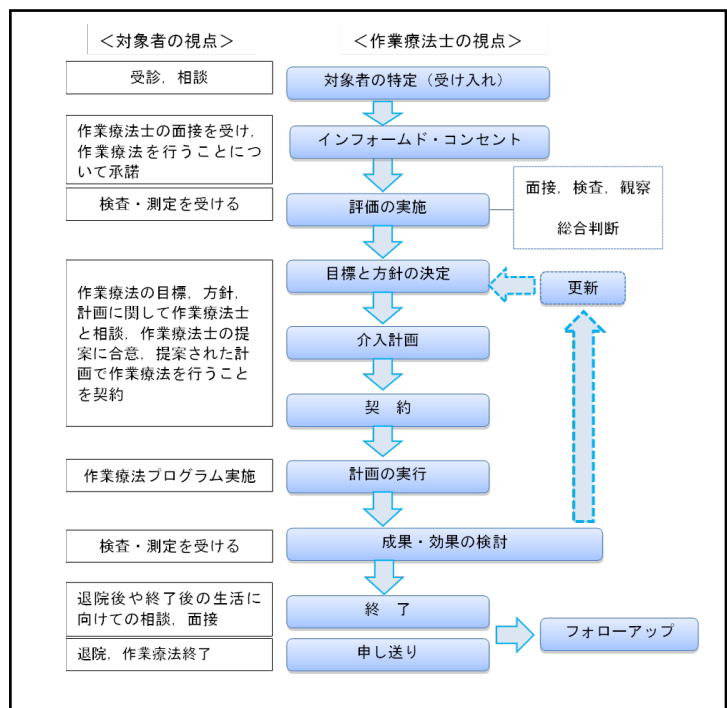 ＜対象者の視点＞ ＜作業療法士の視点＞
受診，相談
対象者の特定（受け入れ）
作業療法士の面接を受け，
作業療法を行うことにつ
いて承諾
インフォームド・コンセント
検査・測定を受ける
評価の実施
面接，検査，観察
総合判断
目標と方針の決定
更新
作業療法の目標，方針，
計画に関して作業療法士
と相談，作業療法士の提
案に合意，提案された計
画で作業療法を行うこと
を契約
介入計画
契　約
作業療法プログラム実施
計画の実行
検査・測定を受ける
成果・効果の検討
退院後や終了後の生活に
向けての相談，面接
終　了
フォローアップ
退院，作業療法終了
申し送り